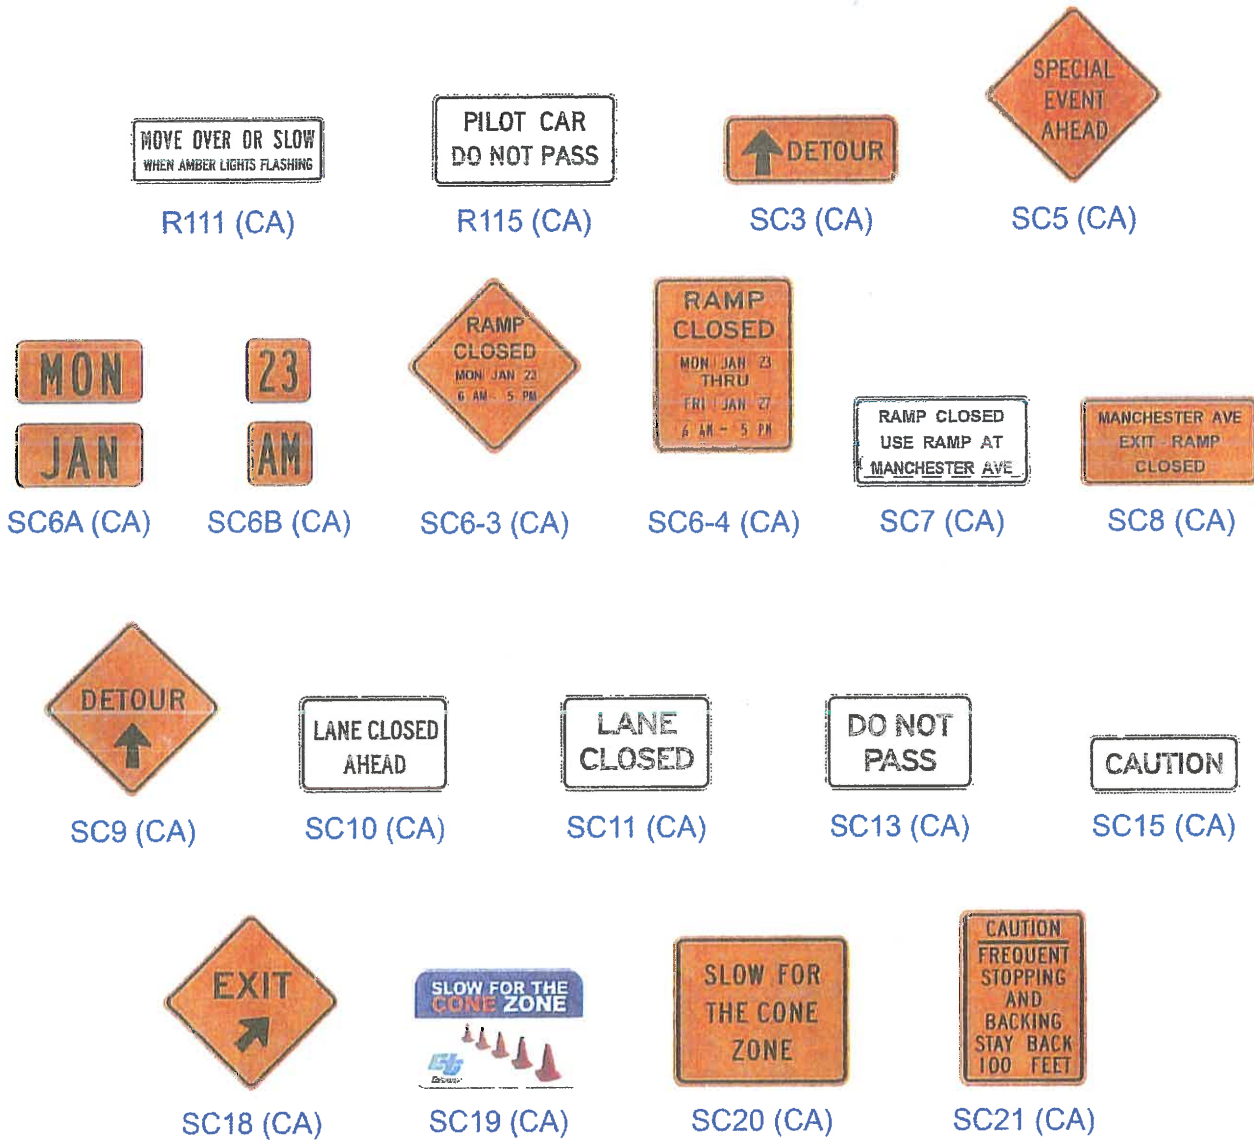 MOVE OVER OR SLOW
WHEN AMBER LIGHTS FLASHING
R111 (CA)
PILOT CAR
DO NOT PASS
R115 (CA)
DETOUR
SC3 (CA)
SPECIAL
EVENT
AHEAD
SC5 (CA)
MON
JAN
SC6A (CA)
23
AM
SC6B (CA)
RAMP
CLOSED
MON JAN 23
6 AM - 5 PM
SC6-3 (CA)
RAMP
CLOSED
MON JAN 23
THRU
FRI JAN 27
6 AM - 5 PM
SC6-4 (CA)
RAMP CLOSED
USE RAMP AT
MANCHESTER AVE
SC7 (CA)
MANCHESTER AVE
EXIT - RAMP
CLOSED
SC8 (CA)
DETOUR
SC9 (CA)
LANE CLOSED
AHEAD
SC10 (CA)
LANE
CLOSED
SC11 (CA)
DO NOT
PASS
SC13 (CA)
CAUTION
SC15 (CA)
EXIT
SC18 (CA)
SLOW FOR THE
CONE ZONE
SC19 (CA)
SLOW FOR
THE CONE
ZONE
SC20 (CA)
CAUTION
FREQUENT
STOPPING
AND
BACKING
STAY BACK
100 FEET
SC21 (CA)